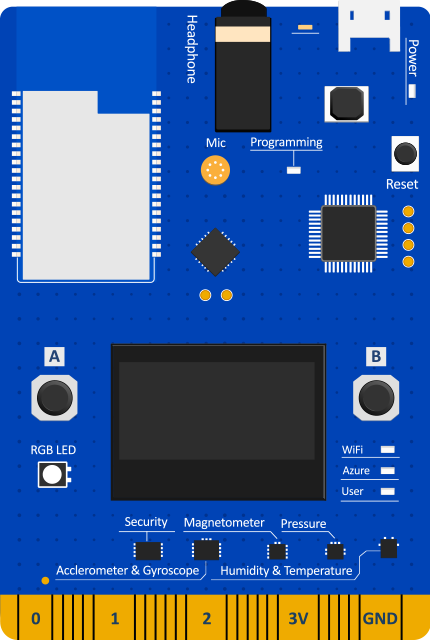 Headphone
Power
Mic
Programming
Reset
A
B
RGB LED
WiFi
Azure
User
Security
Magnetometer
Pressure
Acclerometer & Gyroscope
Humidity & Temperature
0
1
2
3V
GND